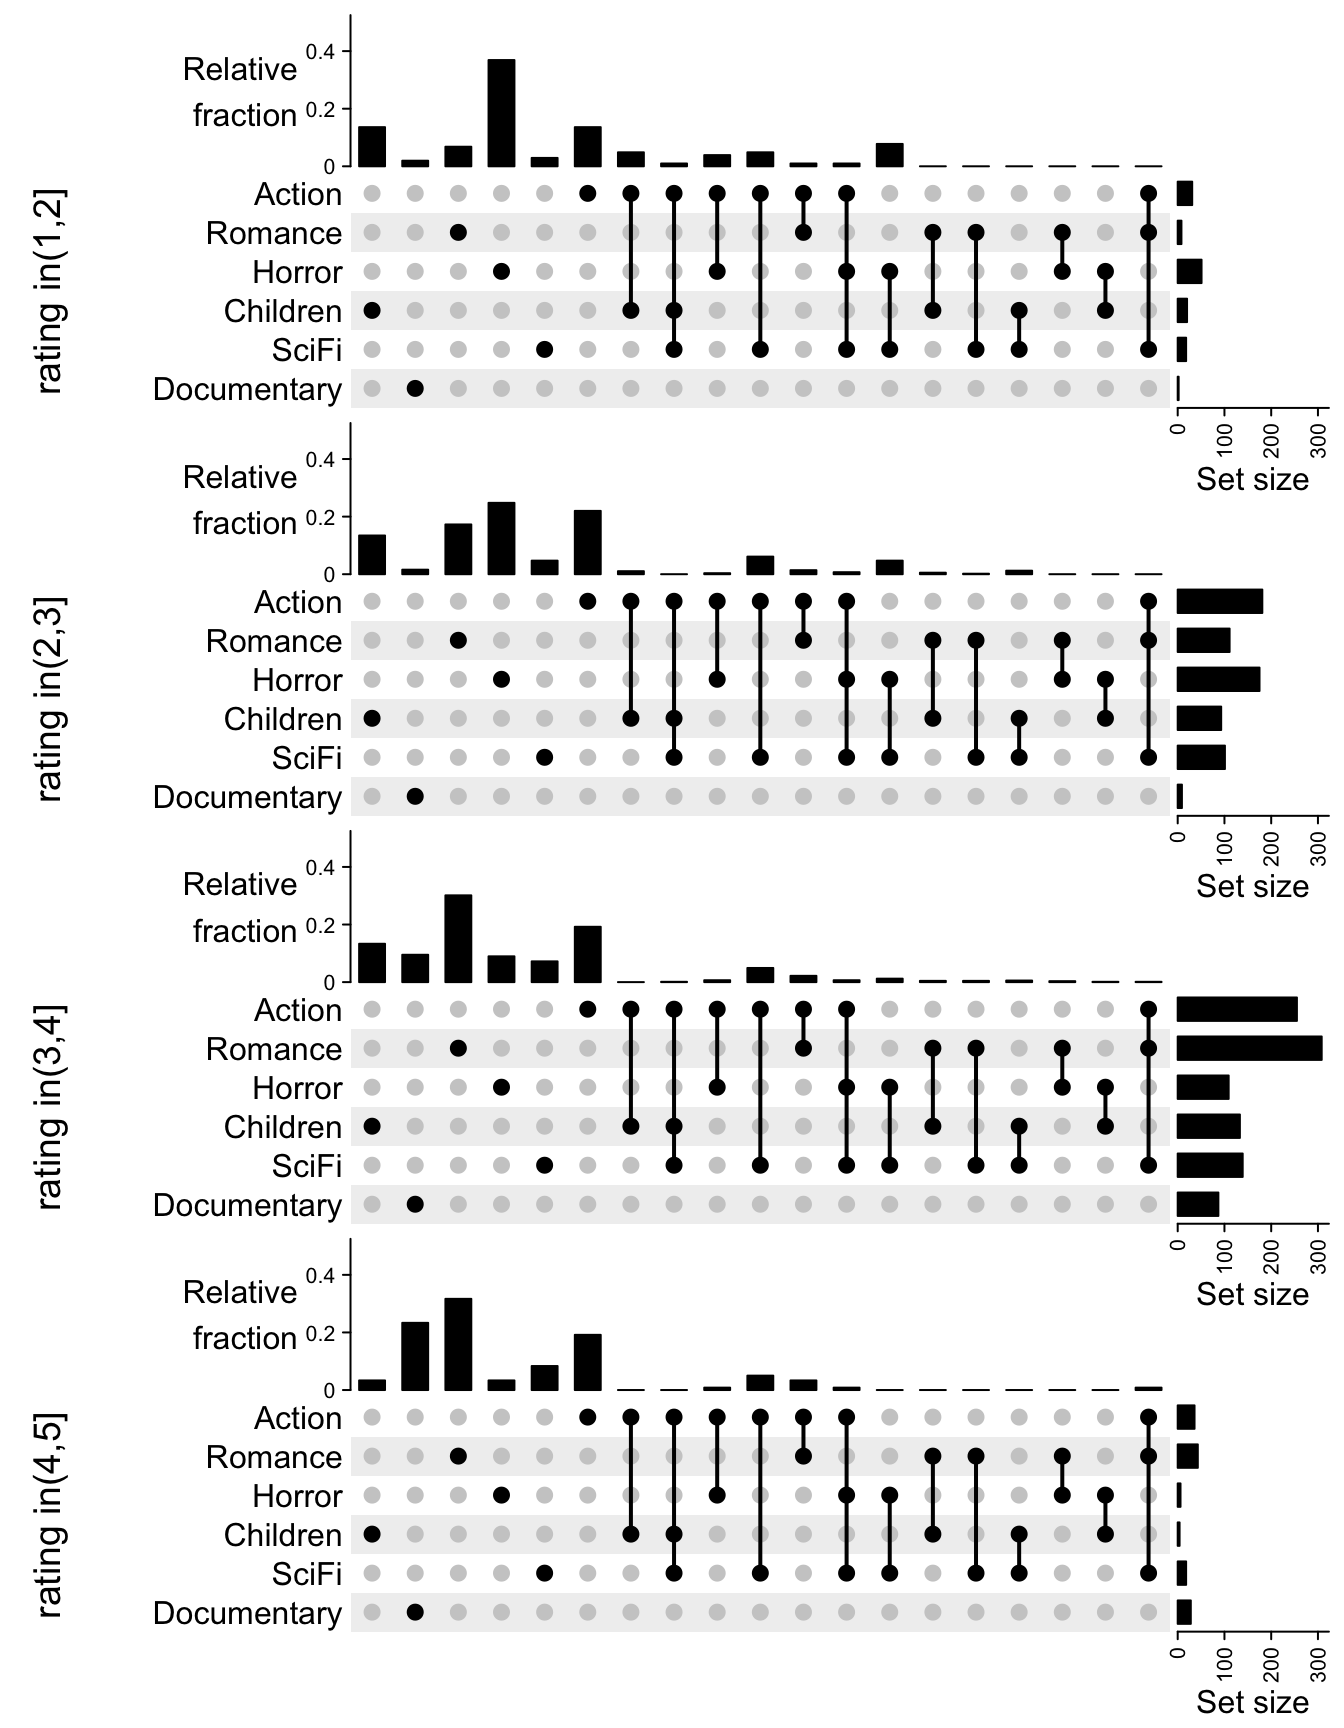 rating in(1,2]
Relative
fraction
0.4
0.2
0
Action
Romance
Horror
Children
SciFi
Documentary
0 100 200 300
Set size
rating in(2,3]
Relative
fraction
0.4
0.2
0
Action
Romance
Horror
Children
SciFi
Documentary
0 100 200 300
Set size
rating in(3,4]
Relative
fraction
0.4
0.2
0
Action
Romance
Horror
Children
SciFi
Documentary
0 100 200 300
Set size
rating in(4,5]
Relative
fraction
0.4
0.2
0
Action
Romance
Horror
Children
SciFi
Documentary
0 100 200 300
Set size